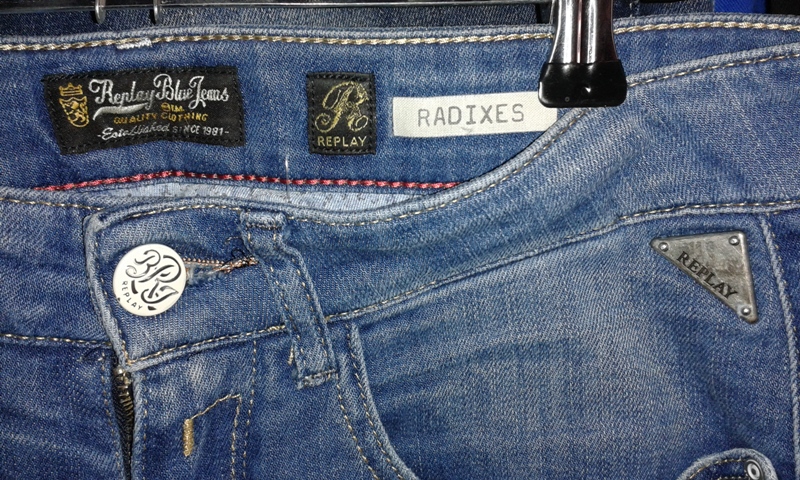 Replay Blue Jeans
QUALITY CLOTHING
-Established SINCE 1981-
R
REPLAY
RADIXES
REPLAY
REPLAY